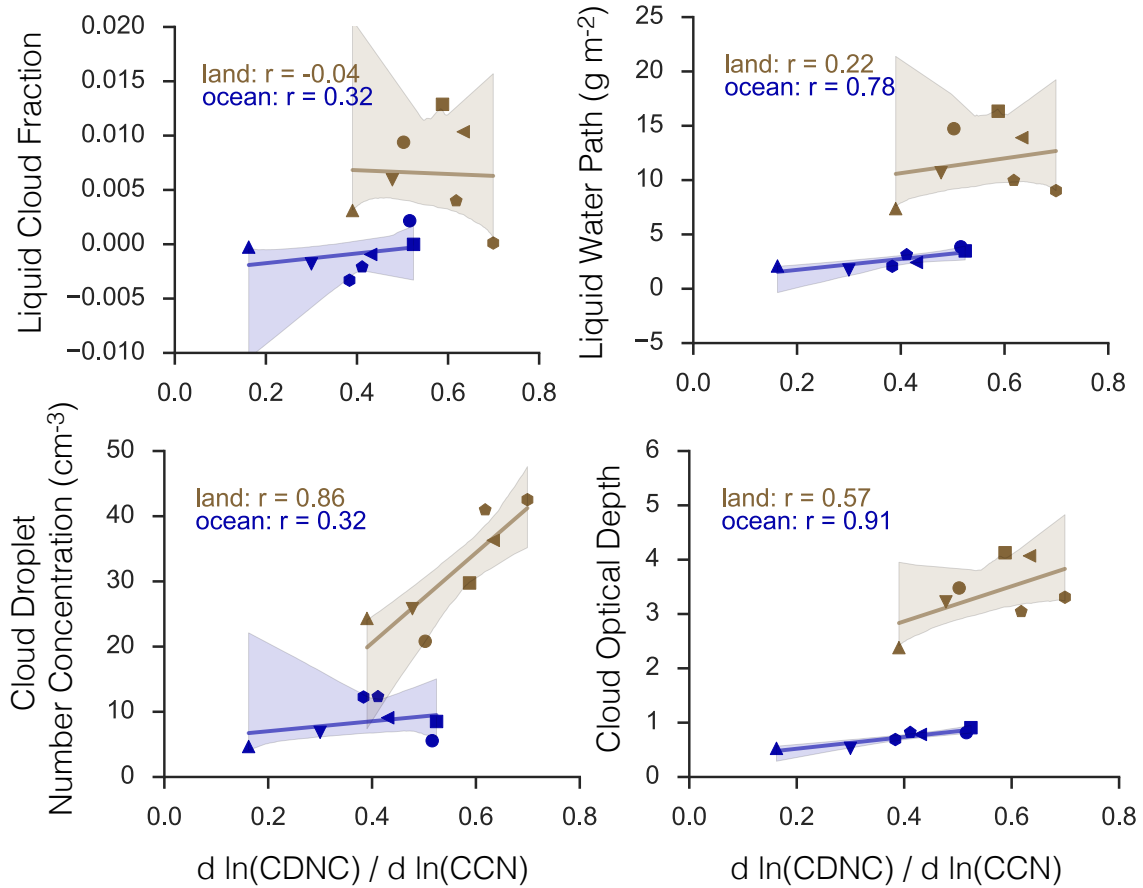 Liquid Cloud Fraction
0.020
0.015
0.010
0.005
0.000
−0.005
−0.010
land: r = -0.04
ocean: r = 0.32
0.0 0.2 0.4 0.6 0.8
Liquid Water Path (g m-2)
25
20
15
10
5
0
−5
land: r = 0.22
ocean: r = 0.78
0.0 0.2 0.4 0.6 0.8
Cloud Droplet
Number Concentration (cm-3)
50
40
30
20
10
0
land: r = 0.86
ocean: r = 0.32
0.0 0.2 0.4 0.6 0.8
d ln(CDNC) / d ln(CCN)
Cloud Optical Depth
6
5
4
3
2
1
0
land: r = 0.57
ocean: r = 0.91
0.0 0.2 0.4 0.6 0.8
d ln(CDNC) / d ln(CCN)